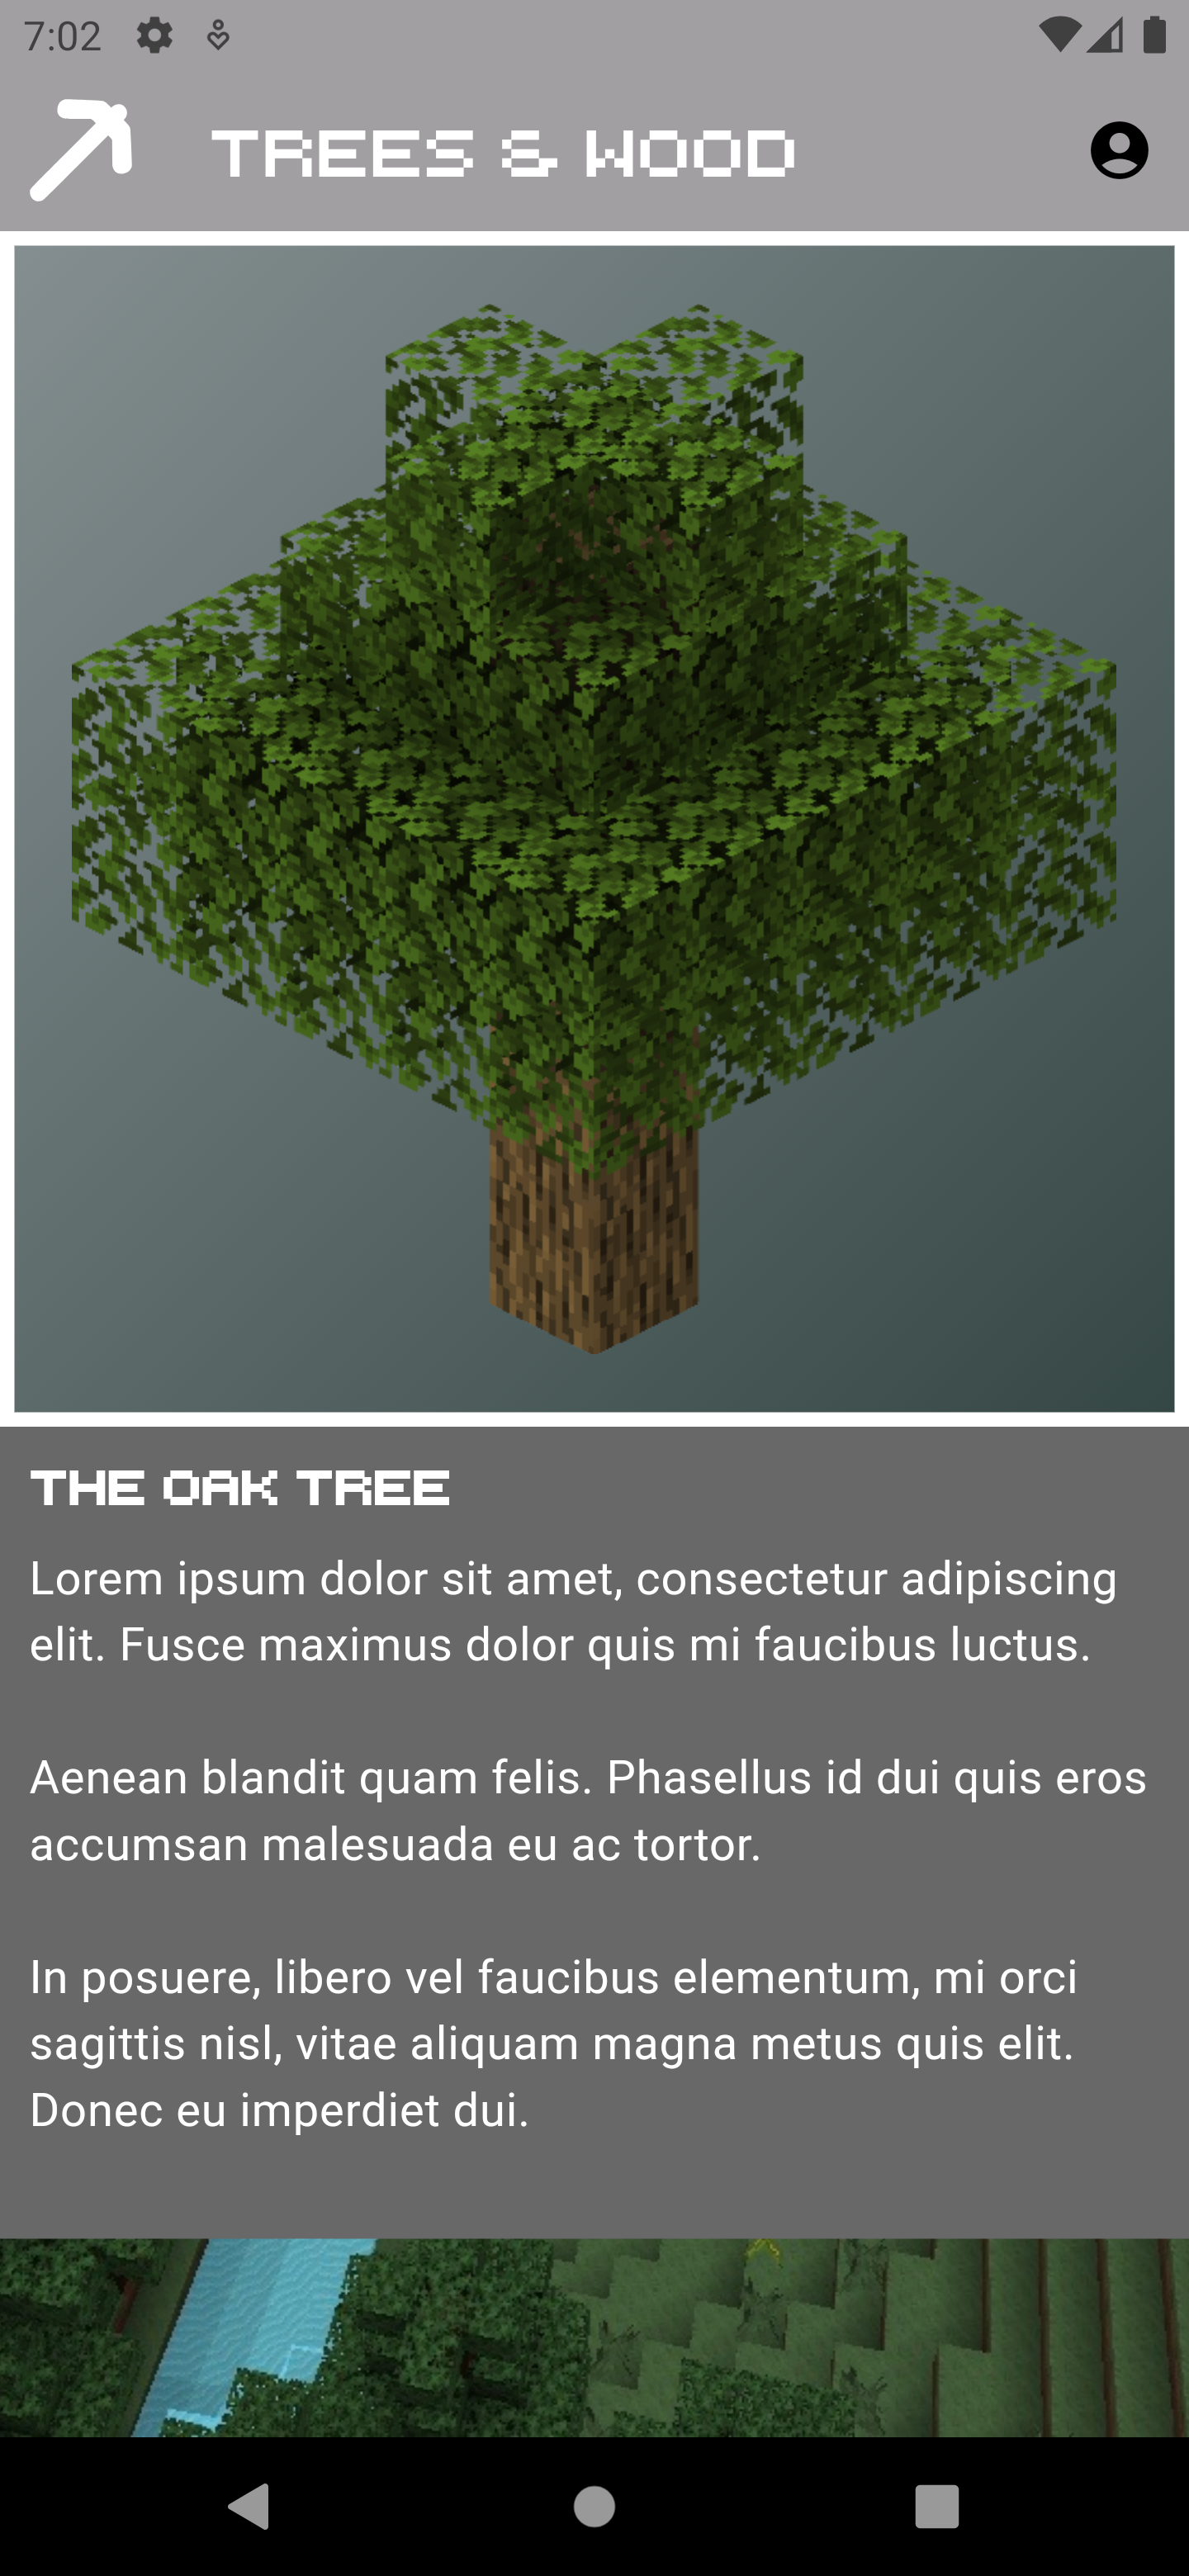 7:02
TREES & WOOD
THE OAK TREE
Lorem ipsum dolor sit amet, consectetur adipiscing
elit. Fusce maximus dolor quis mi faucibus luctus.
Aenean blandit quam felis. Phasellus id dui quis eros
accumsan malesuada eu ac tortor.
In posuere, libero vel faucibus elementum, mi orci
sagittis nisl, vitae aliquam magna metus quis elit.
Donec eu imperdiet dui.